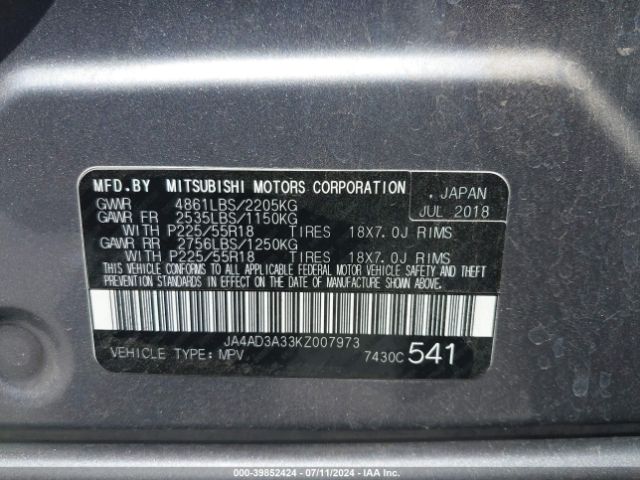 MFD.BY MITSUBISHI MOTORS CORPORATION
, JAPAN
GVWR 4861LBS/2205KG
JUL 2018
GAWR FR 2535LBS/1150KG
WITH P225/55R18 TIRES 18X7.0J RIMS
GAWR RR 2756LBS/1250KG
WITH P225/55R18 TIRES 18X7.0J RIMS
THIS VEHICLE CONFORMS TO ALL APPLICABLE FEDERAL MOTOR VEHICLE SAFETY AND THEFT
PREVENTION STANDARDS IN EFFECT ON THE DATE OF MANUFACTURE SHOWN ABOVE.
JA4AD3A33KZ007973
VEHICLE TYPE: MPV 7430C 541
000-39852424 / 07/11/2024 - IAA Inc.